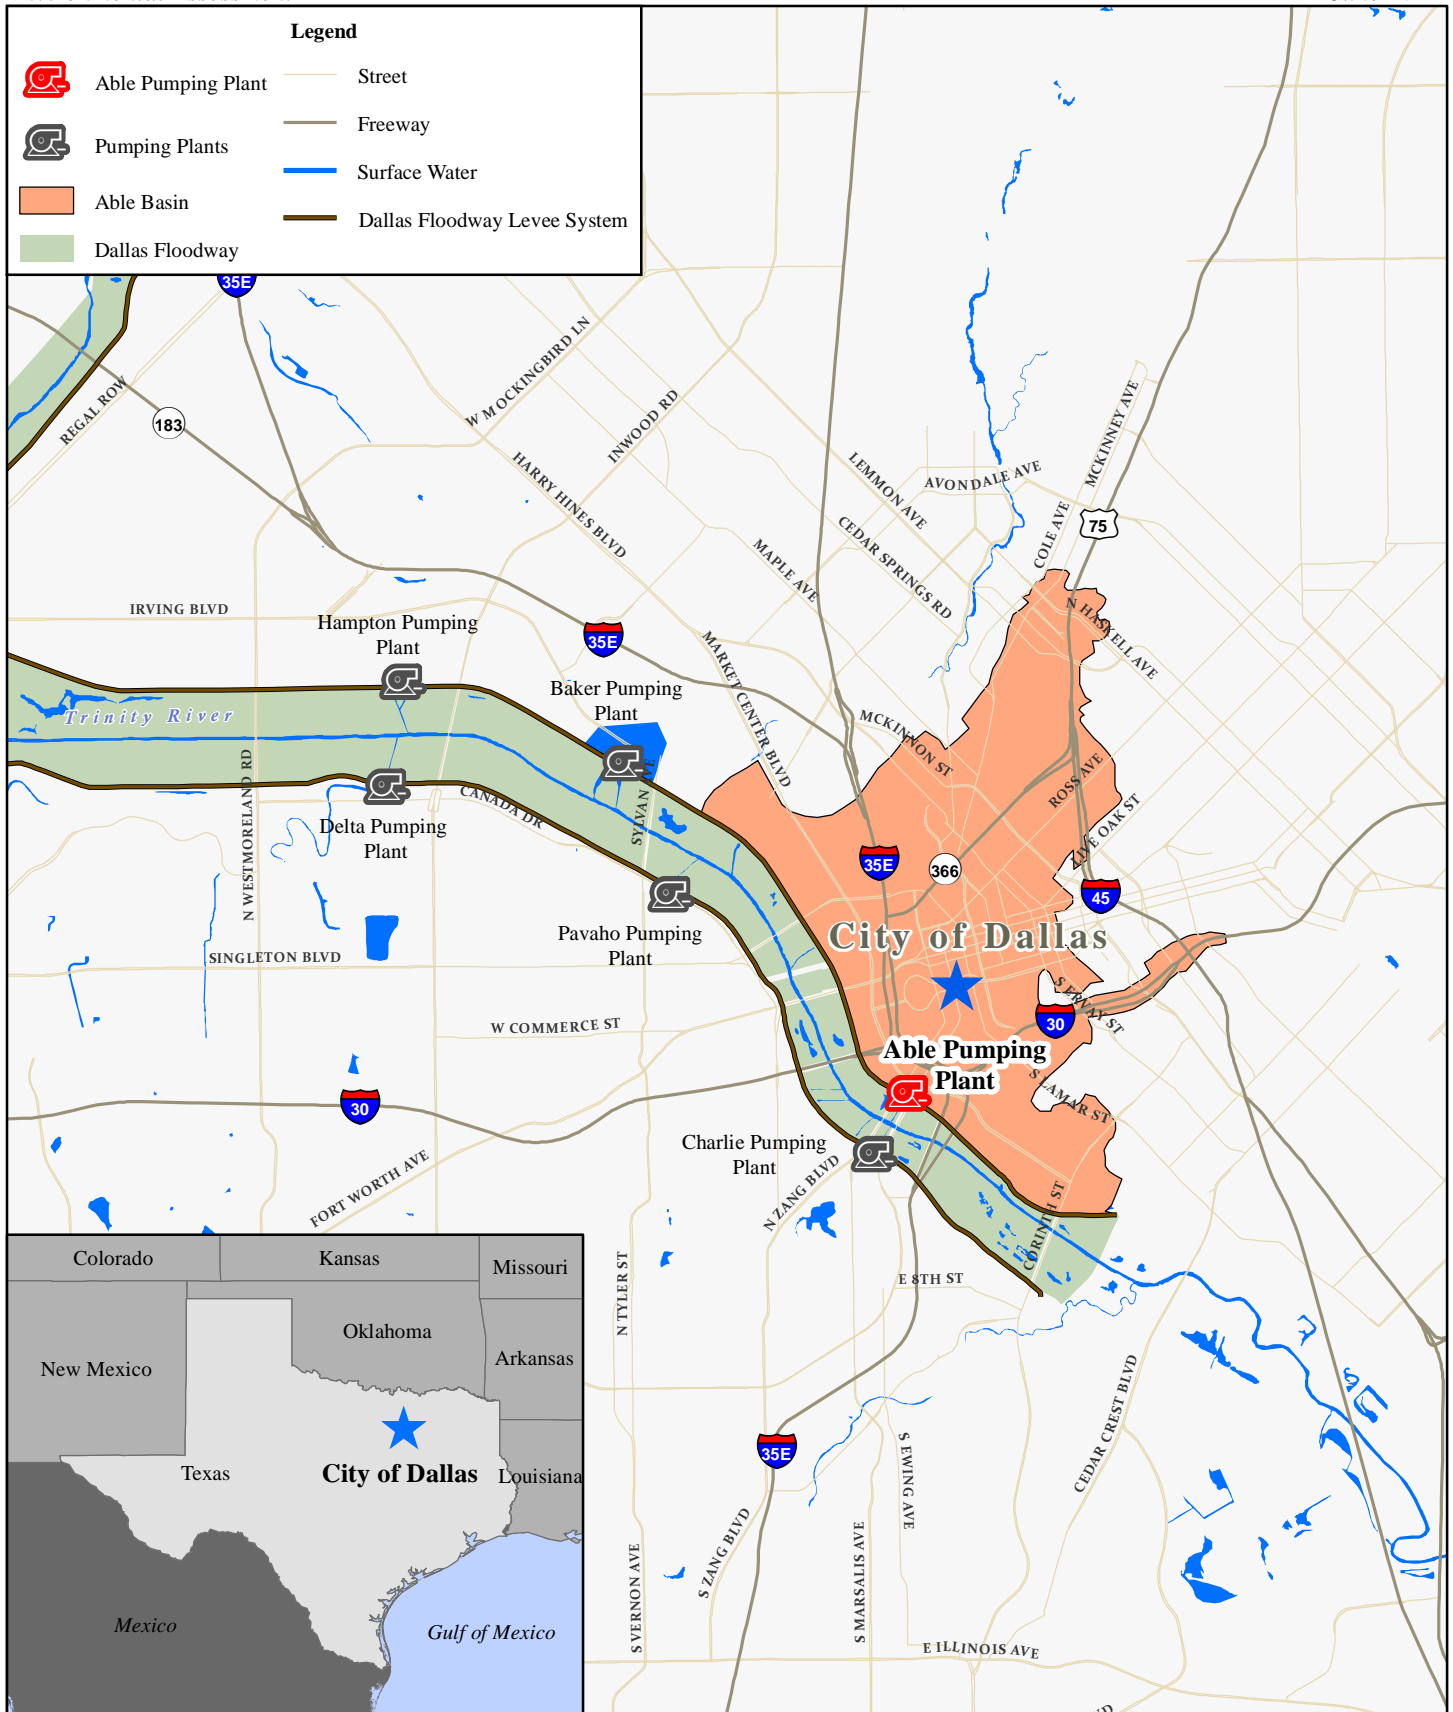 Legend
Able Pumping Plant
Pumping Plants
Able Basin
Dallas Floodway
Street
Freeway
Surface Water
Dallas Floodway Levee System
35E
183
REGAL ROW
W MOCKINGBIRD LN
INWOOD RD
HARRY HINES BLVD
LEMMON AVE
AVONDALE AVE
MCKINNEY AVE
COLE AVE
75
CEDAR SPRINGS RD
MAPLE AVE
N HASKELL AVE
IRVING BLVD
Hampton Pumping
Plant
35E
MARKET CENTER BLVD
Baker Pumping
Plant
MCKINNON ST
Trinity River
ROSS AVE
N WESTMORELAND RD
CANADA DR
SYLVAN AVE
LIVE OAK ST
Delta Pumping
Plant
35E
366
45
Pavaho Pumping
Plant
City of Dallas
SINGLETON BLVD
S ERVAY ST
W COMMERCE ST
30
Able Pumping
Plant
S LAMAR ST
30
Charlie Pumping
Plant
FORT WORTH AVE
N ZANG BLVD
CORINTH ST
E 8TH ST
N TYLER ST
CEDAR CREST BLVD
35E
S EWING AVE
S ZANG BLVD
S MARSALIS AVE
S VERNON AVE
E ILLINOIS AVE
Colorado
Kansas
Missouri
Oklahoma
New Mexico
Arkansas
Texas
City of Dallas
Louisiana
Mexico
Gulf of Mexico